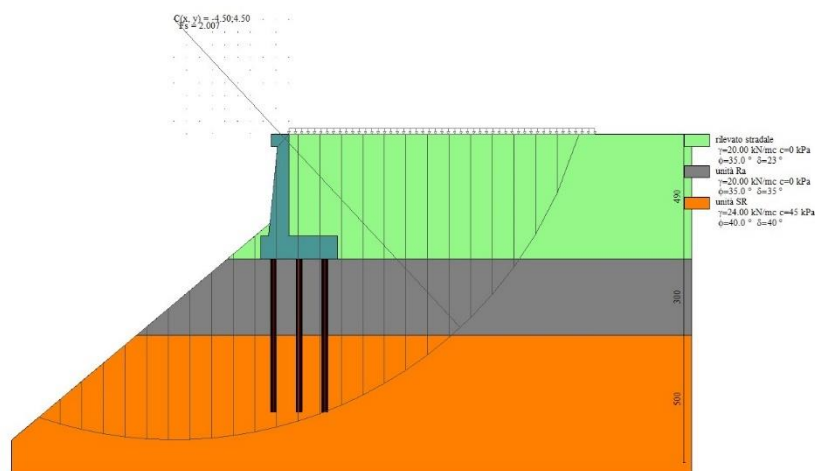 C(x, y) = -4.50;4.50
Fs = 2.007
rilevato stradale
γ=20.00 kN/mc c=0 kPa
ϕ=35.0 ° δ=23 °
unità Ra
γ=20.00 kN/mc c=0 kPa
ϕ=35.0 ° δ=35 °
unità SR
γ=24.00 kN/mc c=45 kPa
ϕ=40.0 ° δ=40 °
490
300
500